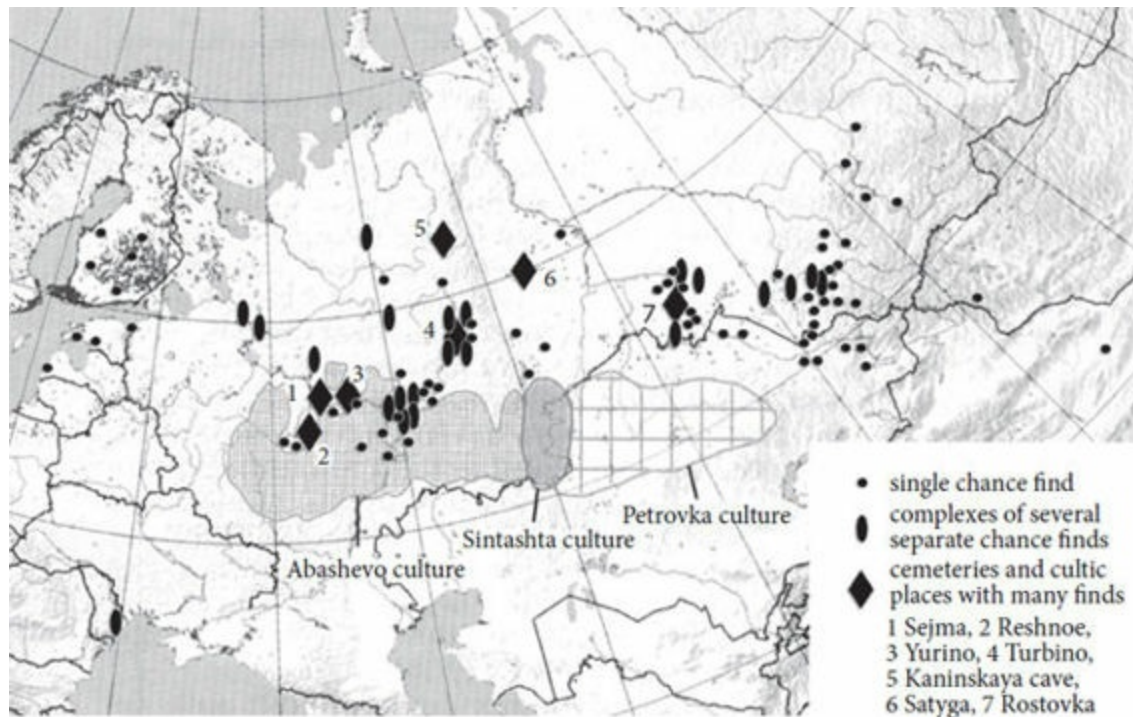 5
6
7
4
3
1
2
Petrovka culture
Sintashta culture
Abashevo culture
single chance find
complexes of several
separate chance finds
cemeteries and cultic
places with many finds
1 Sejma, 2 Reshnoe,
3 Yurino, 4 Turbino,
5 Kaninskaya cave,
6 Satyga, 7 Rostovka